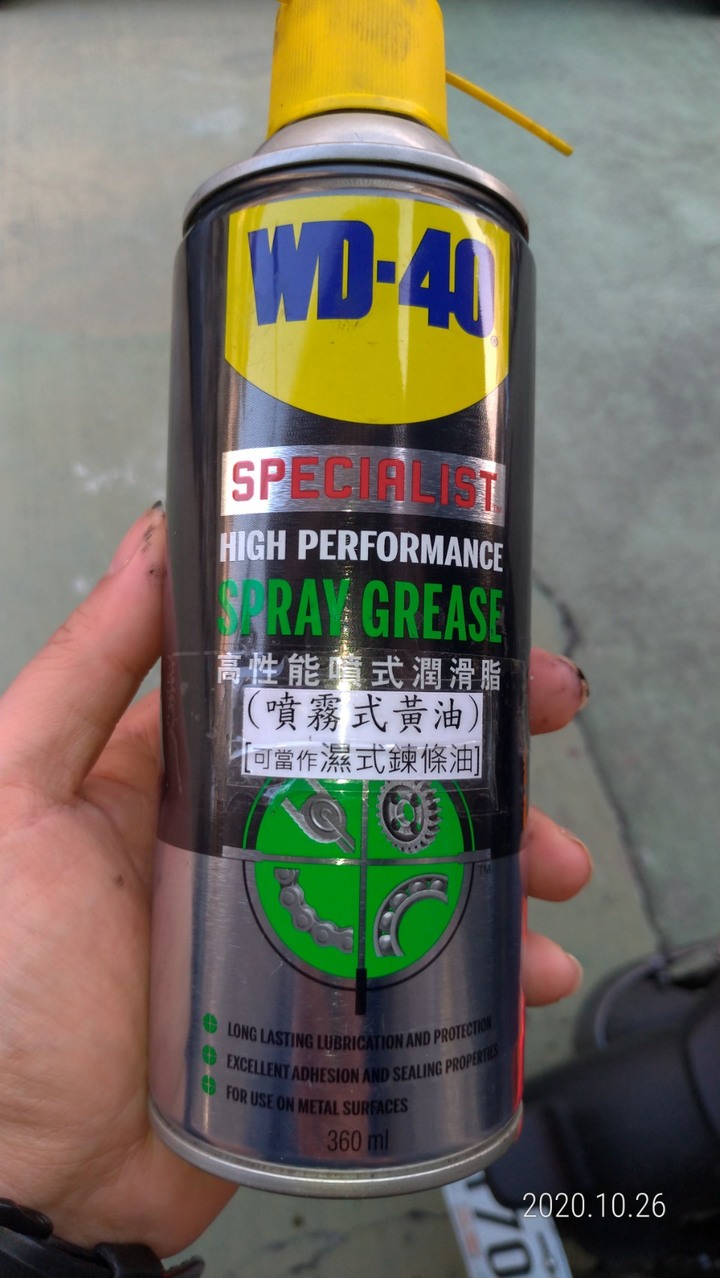 WD-40
®
SPECIALIST™
HIGH PERFORMANCE
SPRAY GREASE
高性能噴式潤滑脂
(噴霧式黃油)
[可當作濕式鍊條油]
TM
LONG LASTING LUBRICATION AND PROTECTION
EXCELLENT ADHESION AND SEALING PROPERTIES
FOR USE ON METAL SURFACES
360 ml
2020.10.26